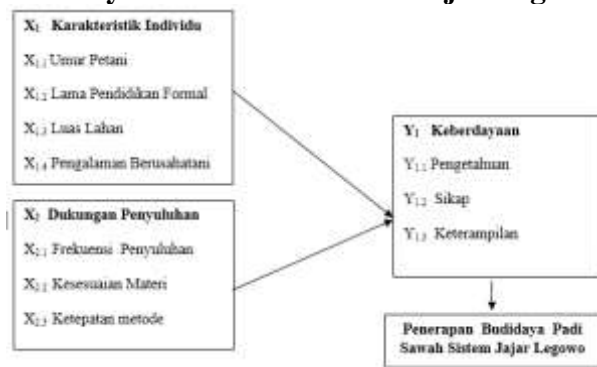 X₁ Karakteristik Individu
X₁.₁ Umur Petani
X₁.₂ Lama Pendidikan Formal
X₁.₃ Luas Lahan
X₁.₄ Pengalaman Berusahatani
X₂ Dukungan Penyuluhan
X₂.₁ Frekuensi Penyuluhan
X₂.₂ Kesesuaian Materi
X₂.₃ Ketepatan metode
Y₁ Keberdayaan
Y₁.₁ Pengetahuan
Y₁.₂ Sikap
Y₁.₃ Keterampilan
Penerapan Budidaya Padi
Sawah Sistem Jajar Legowo